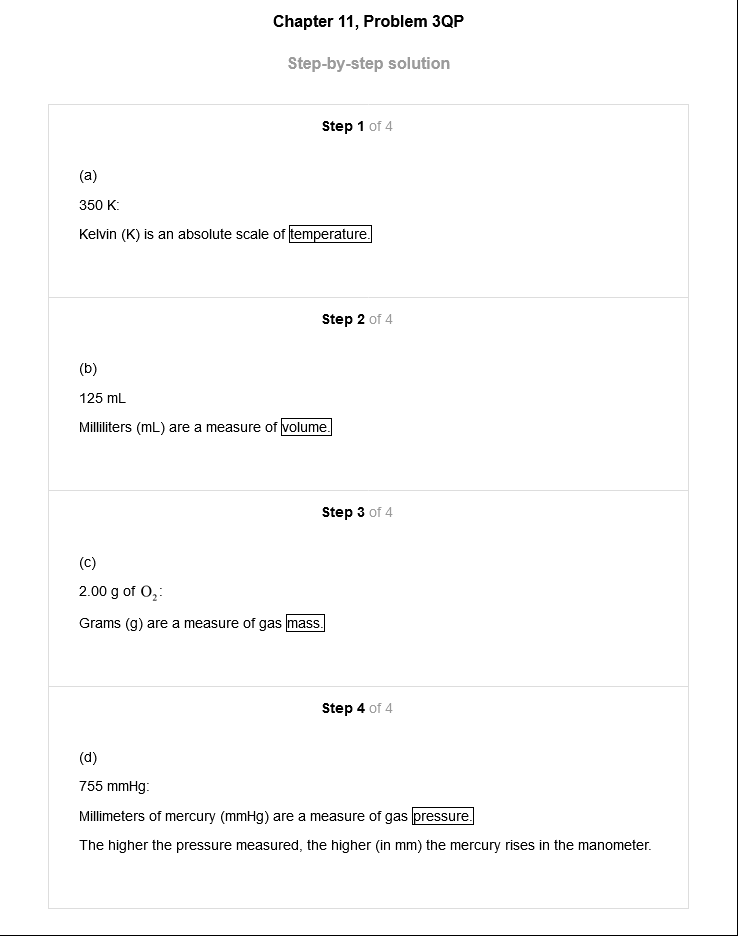 Chapter 11, Problem 3QP
Step-by-step solution
Step 1 of 4
(a)
350 K:
Kelvin (K) is an absolute scale of temperature.
Step 2 of 4
(b)
125 mL
Milliliters (mL) are a measure of volume.
Step 3 of 4
(c)
2.00 g of O₂:
Grams (g) are a measure of gas mass.
Step 4 of 4
(d)
755 mmHg:
Millimeters of mercury (mmHg) are a measure of gas pressure.
The higher the pressure measured, the higher (in mm) the mercury rises in the manometer.